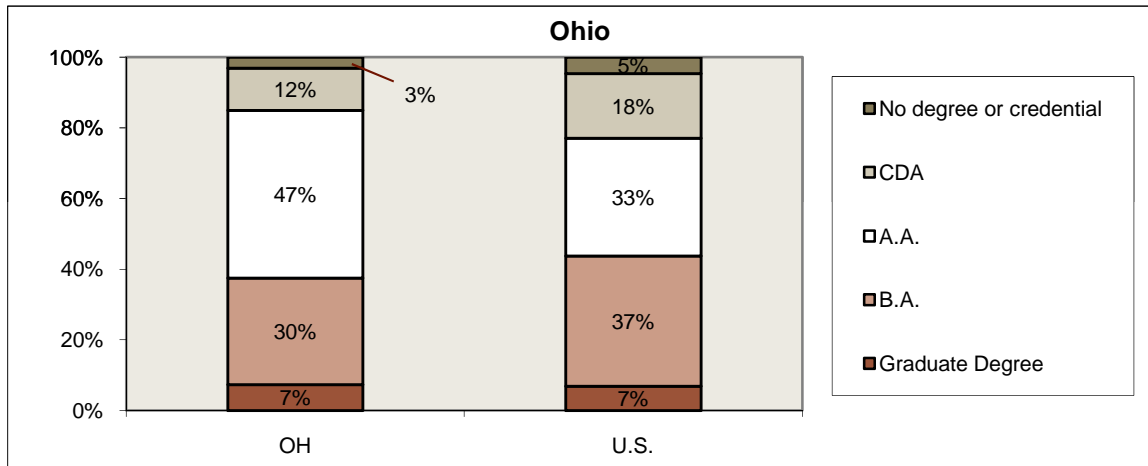 Ohio
100%
80%
60%
40%
20%
0%
3%
12%
47%
30%
7%
5%
18%
33%
37%
7%
OH
U.S.
No degree or credential
CDA
A.A.
B.A.
Graduate Degree